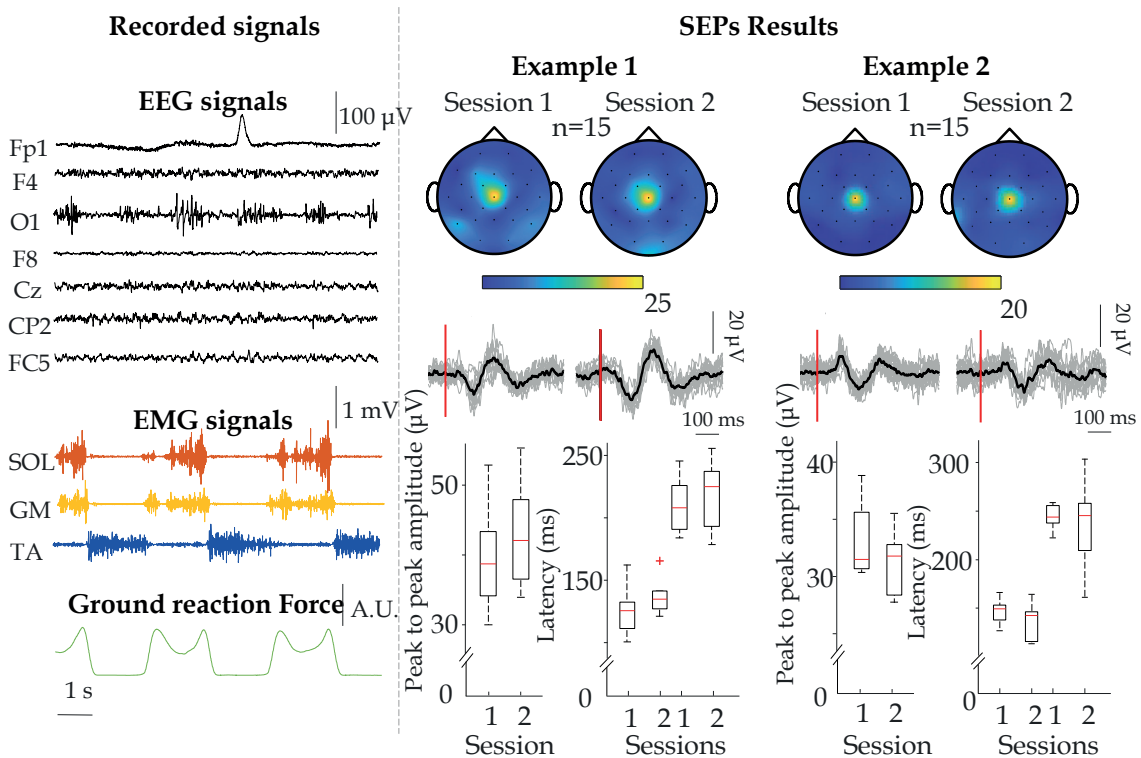 Recorded signals
EEG signals
100 µV
Fp1
F4
O1
F8
Cz
CP2
FC5
EMG signals
1 mV
SOL
GM
TA
Ground reaction Force
A.U.
1 s
SEPs Results
Example 1
Session 1
Session 2
n=15
25
20 µV
100 ms
Peak to peak amplitude (µV)
50
30
0
1 2
Session
Latency (ms)
250
150
0
1 2 1 2
Sessions
Example 2
Session 1
Session 2
n=15
20
20 µV
100 ms
Peak to peak amplitude (µV)
40
30
0
1 2
Session
Latency (ms)
300
200
0
1 2 1 2
Sessions